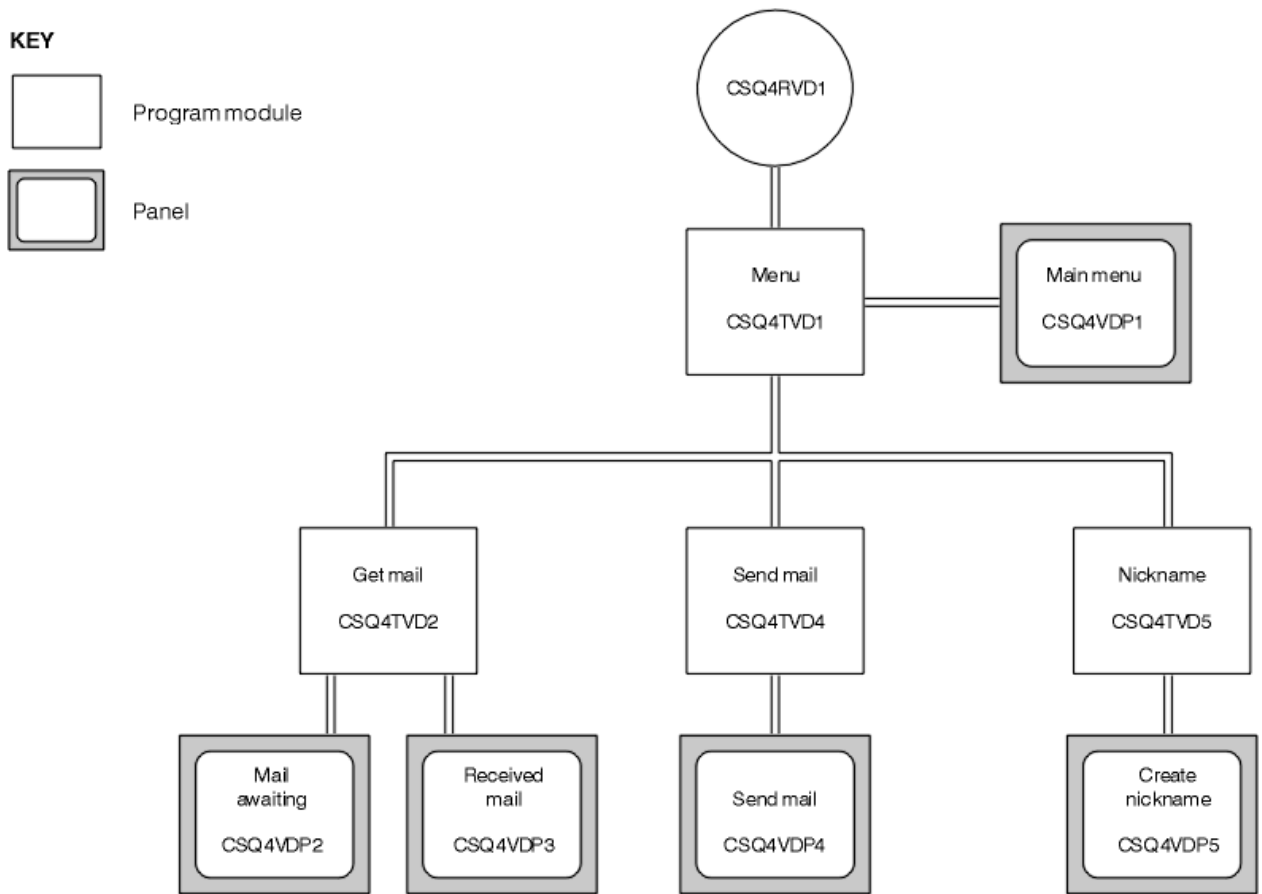 KEY
Program module
Panel
CSQ4RVD1
Menu
CSQ4TVD1
Main menu
CSQ4VDP1
Get mail
CSQ4TVD2
Send mail
CSQ4TVD4
Nickname
CSQ4TVD5
Mail
awaiting
CSQ4VDP2
Received
mail
CSQ4VDP3
Send mail
CSQ4VDP4
Create
nickname
CSQ4VDP5